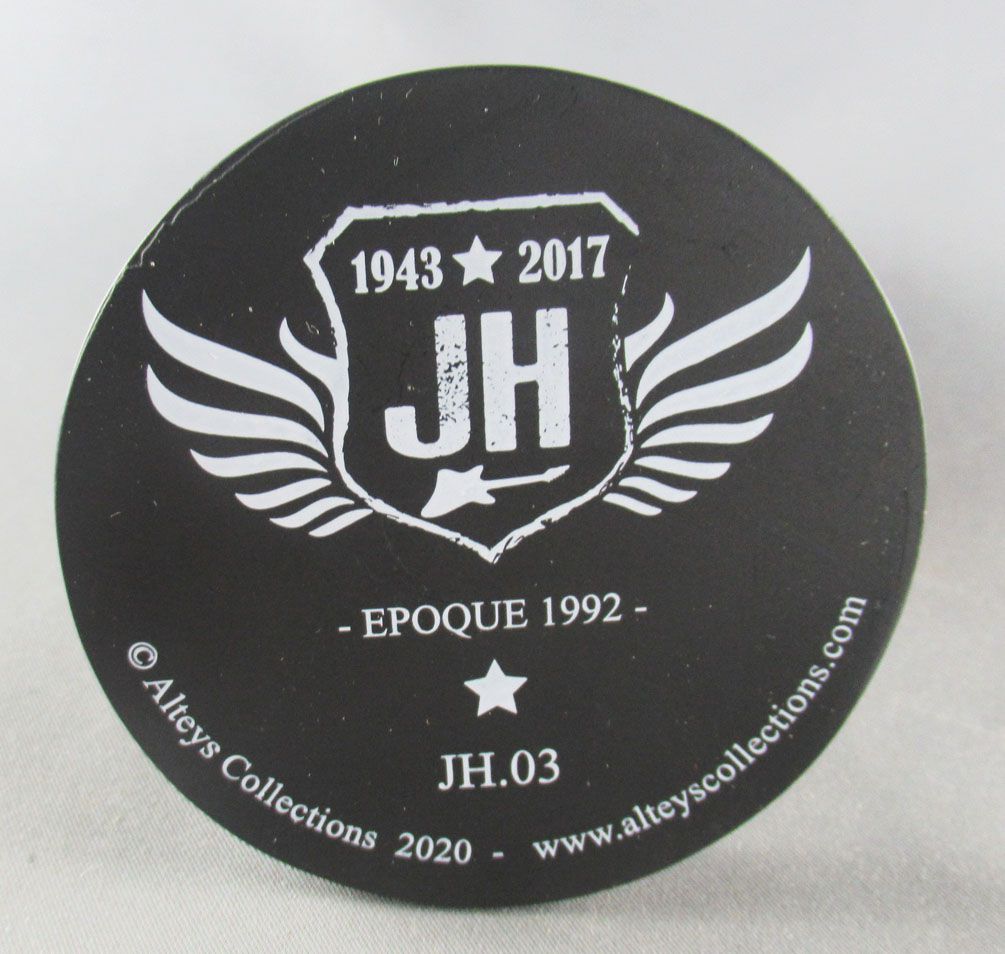 1943 ★ 2017
JH
- EPOQUE 1992 -
JH.03
© Alteys Collections 2020 - www.alteyscollections.com